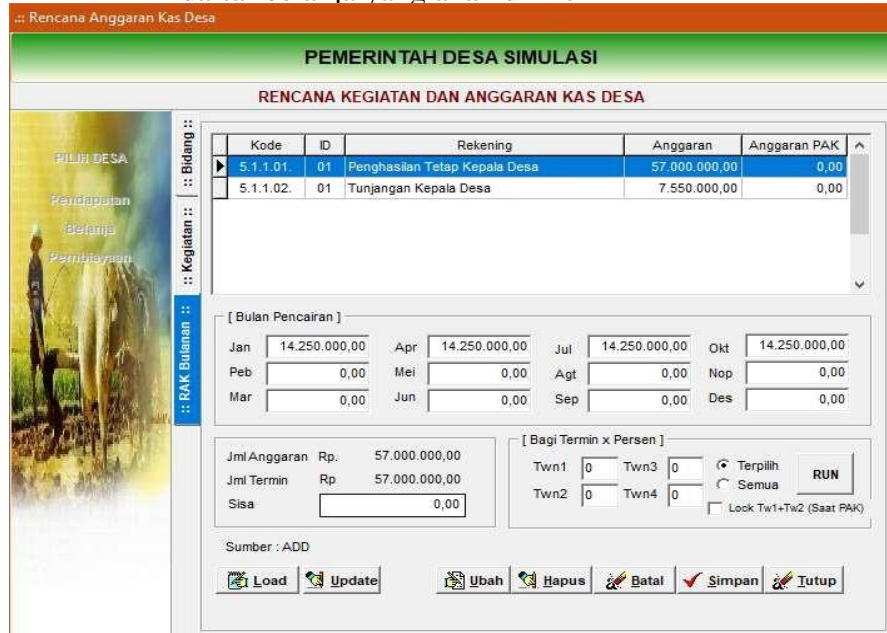 .:: Rencana Anggaran Kas Desa
PEMERINTAH DESA SIMULASI
RENCANA KEGIATAN DAN ANGGARAN KAS DESA
PILIH DESA
Pendapatan
Belanja
Pembiayaan
:: Bidang ::
:: Kegiatan ::
:: RAK Bulanan ::
Kode ID Rekening Anggaran Anggaran PAK
5.1.1.01. 01 Penghasilan Tetap Kepala Desa 57.000.000,00 0,00
5.1.1.02. 01 Tunjangan Kepala Desa 7.550.000,00 0,00
[ Bulan Pencairan ]
Jan 14.250.000,00 Apr 14.250.000,00 Jul 14.250.000,00 Okt 14.250.000,00
Peb 0,00 Mei 0,00 Agt 0,00 Nop 0,00
Mar 0,00 Jun 0,00 Sep 0,00 Des 0,00
Jml Anggaran Rp. 57.000.000,00
Jml Termin Rp 57.000.000,00
Sisa 0,00
[ Bagi Termin x Persen ]
Twn1 0 Twn3 0 Terpilih
Twn2 0 Twn4 0 Semua
RUN
Lock Tw1+Tw2 (Saat PAK)
Sumber : ADD
Load Update Ubah Hapus Batal Simpan Tutup